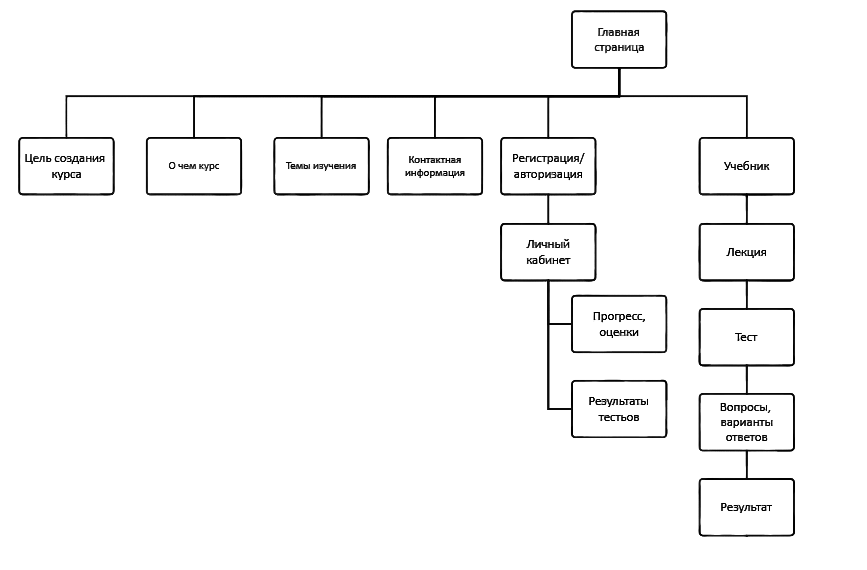 Главная
страница
Цель создания
курса
О чем курс
Темы изучения
Контактная
информация
Регистрация/
авторизация
Учебник
Личный
кабинет
Лекция
Прогресс,
оценки
Тест
Результаты
тестьов
Вопросы,
варианты
ответов
Результат